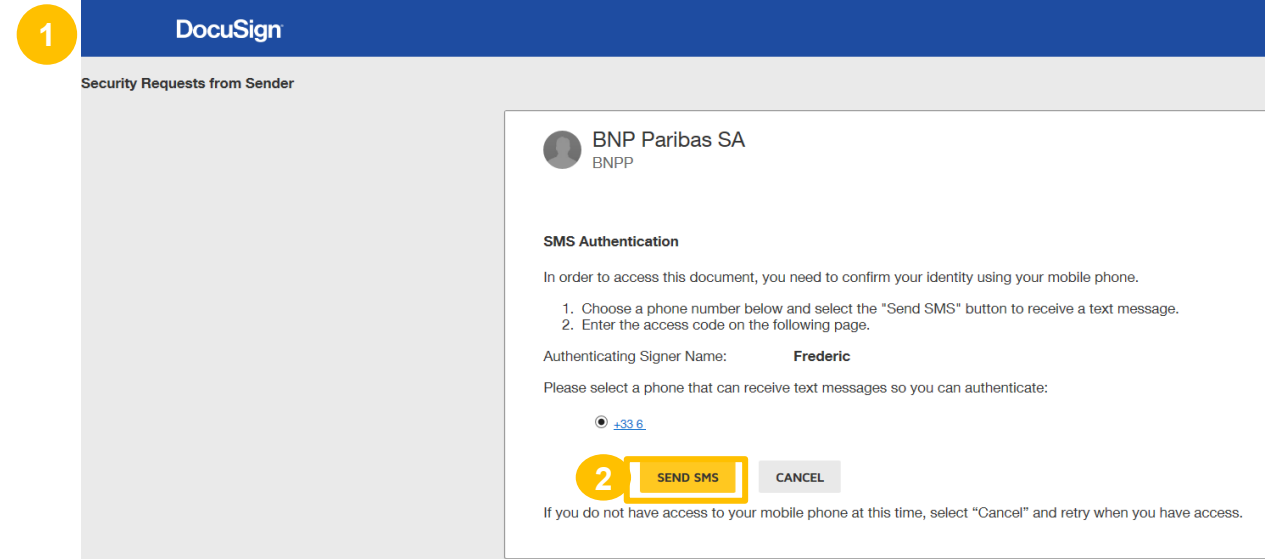 1
DocuSign
Security Requests from Sender
BNP Paribas SA
BNPP
SMS Authentication
In order to access this document, you need to confirm your identity using your mobile phone.
1. Choose a phone number below and select the "Send SMS" button to receive a text message.
2. Enter the access code on the following page.
Authenticating Signer Name: Frederic
Please select a phone that can receive text messages so you can authenticate:
+33 6
2 SEND SMS CANCEL
If you do not have access to your mobile phone at this time, select “Cancel” and retry when you have access.